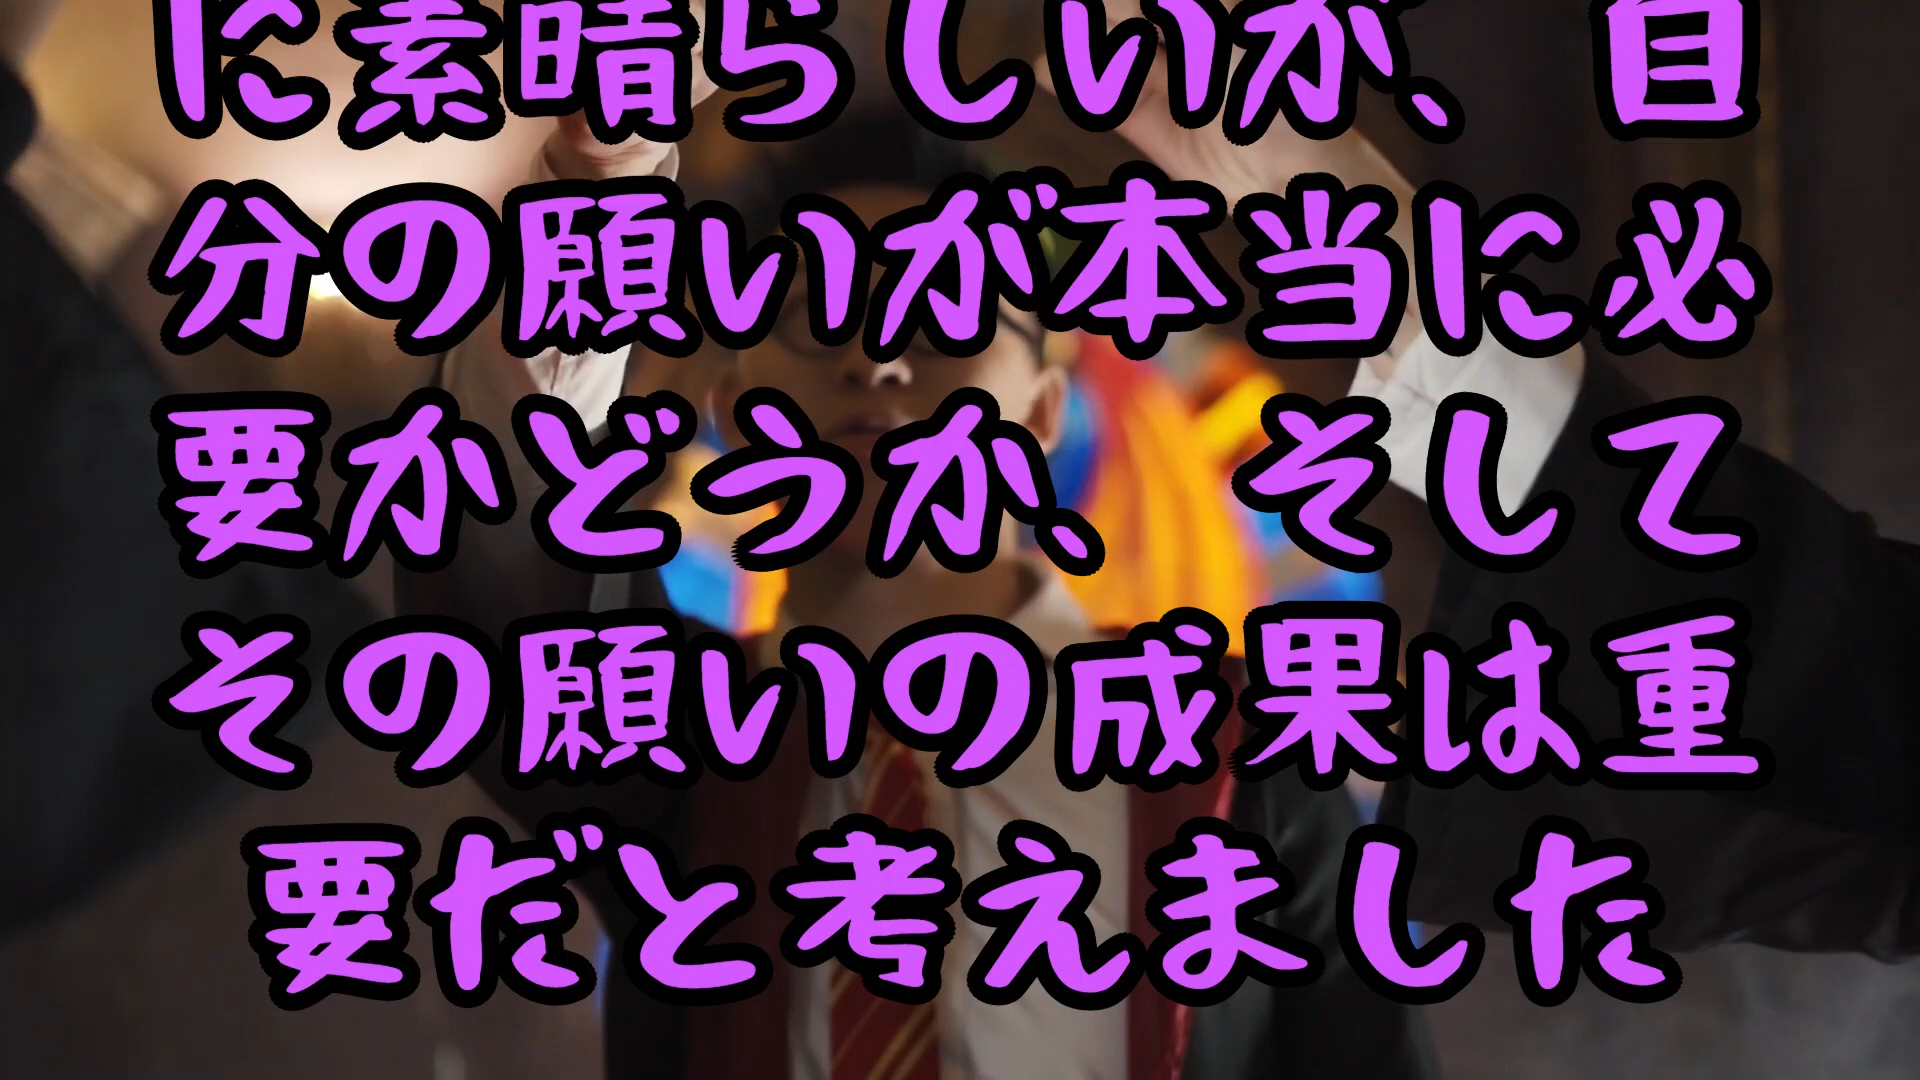 に素晴らしいが、自
分の願いが本当に必
要かどうか、そして
その願いの成果は重
要だと考えました